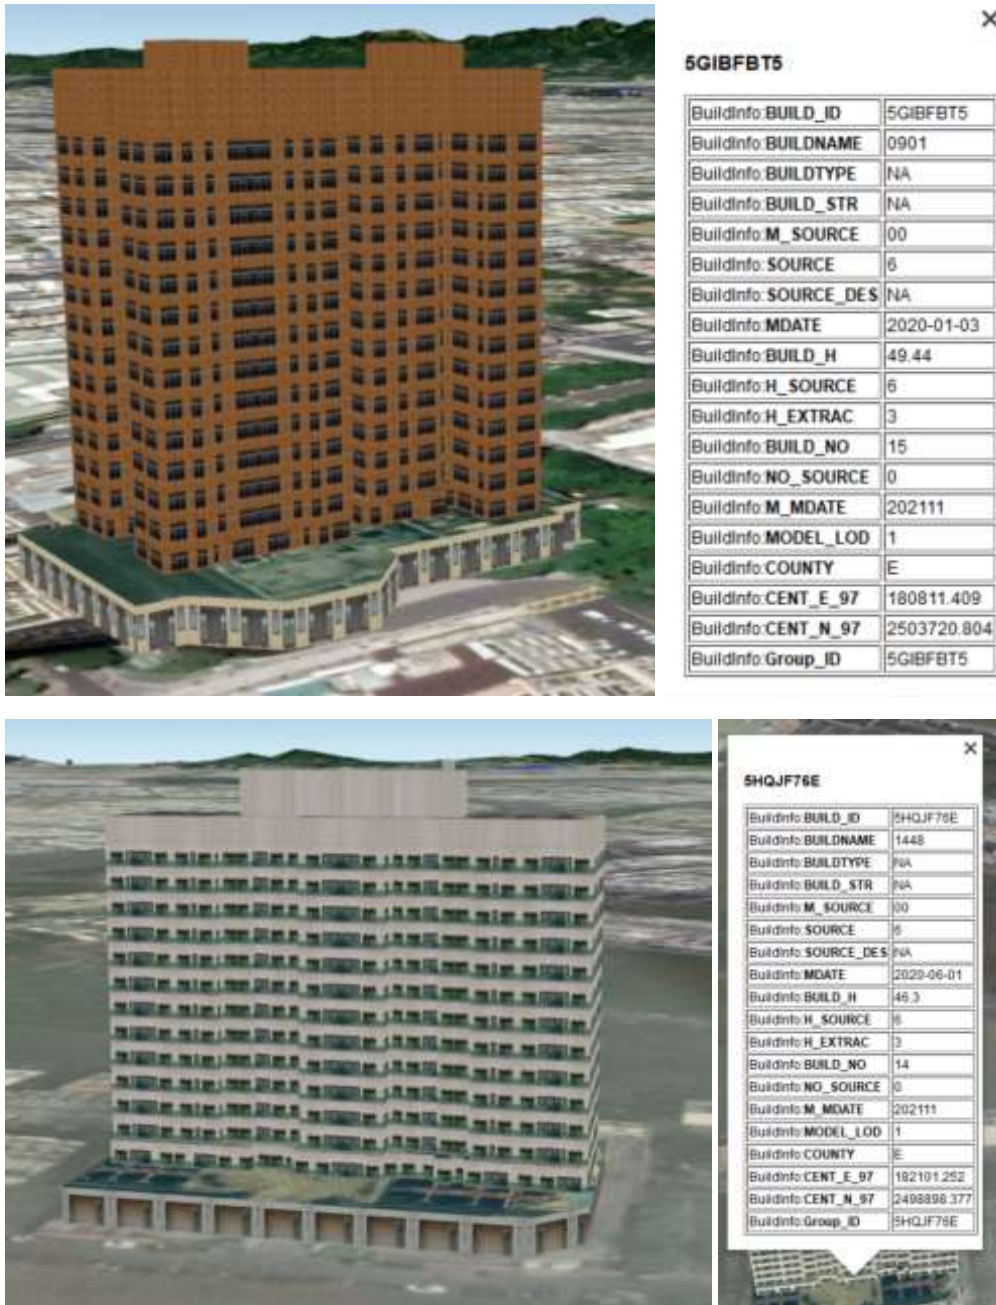 ×
5GIBFBT5
BuildInfo:BUILD_ID 5GIBFBT5
BuildInfo:BUILDNAME 0901
BuildInfo:BUILDTYPE NA
BuildInfo:BUILD_STR NA
BuildInfo:M_SOURCE 00
BuildInfo:SOURCE 6
BuildInfo:SOURCE_DES NA
BuildInfo:MDATE 2020-01-03
BuildInfo:BUILD_H 49.44
BuildInfo:H_SOURCE 6
BuildInfo:H_EXTRAC 3
BuildInfo:BUILD_NO 15
BuildInfo:NO_SOURCE 0
BuildInfo:M_MDATE 202111
BuildInfo:MODEL_LOD 1
BuildInfo:COUNTY E
BuildInfo:CENT_E_97 180811.409
BuildInfo:CENT_N_97 2503720.804
BuildInfo:Group_ID 5GIBFBT5
×
5HQJF76E
BuildInfo:BUILD_ID 5HQJF76E
BuildInfo:BUILDNAME 1448
BuildInfo:BUILDTYPE NA
BuildInfo:BUILD_STR NA
BuildInfo:M_SOURCE 00
BuildInfo:SOURCE 6
BuildInfo:SOURCE_DES NA
BuildInfo:MDATE 2020-06-01
BuildInfo:BUILD_H 46.3
BuildInfo:H_SOURCE 6
BuildInfo:H_EXTRAC 3
BuildInfo:BUILD_NO 14
BuildInfo:NO_SOURCE 0
BuildInfo:M_MDATE 202111
BuildInfo:MODEL_LOD 1
BuildInfo:COUNTY E
BuildInfo:CENT_E_97 182101.252
BuildInfo:CENT_N_97 2498898.377
BuildInfo:Group_ID 5HQJF76E